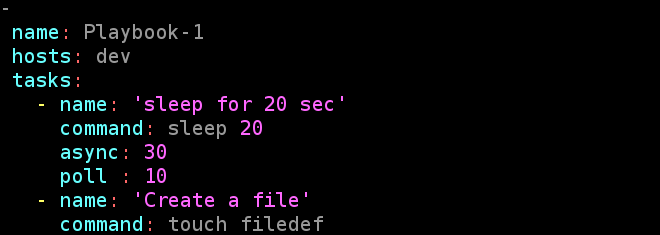 -
 name: Playbook-1
 hosts: dev
 tasks:
   - name: 'sleep for 20 sec'
     command: sleep 20
     async: 30
     poll : 10
   - name: 'Create a file'
     command: touch filedef